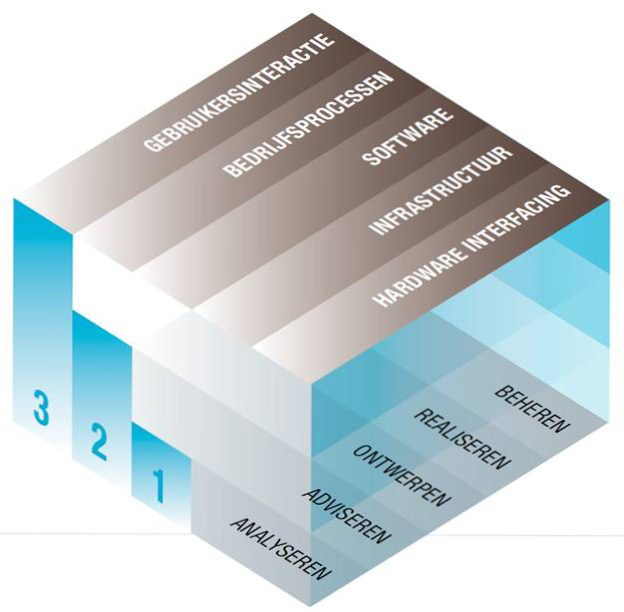 GEBRUIKERSINTERACTIE
BEDRIJFSPROCESSEN
SOFTWARE
INFRASTRUCTUUR
HARDWARE INTERFACING
3
2
1
BEHEREN
REALISEREN
ONTWERPEN
ADVISEREN
ANALYSEREN